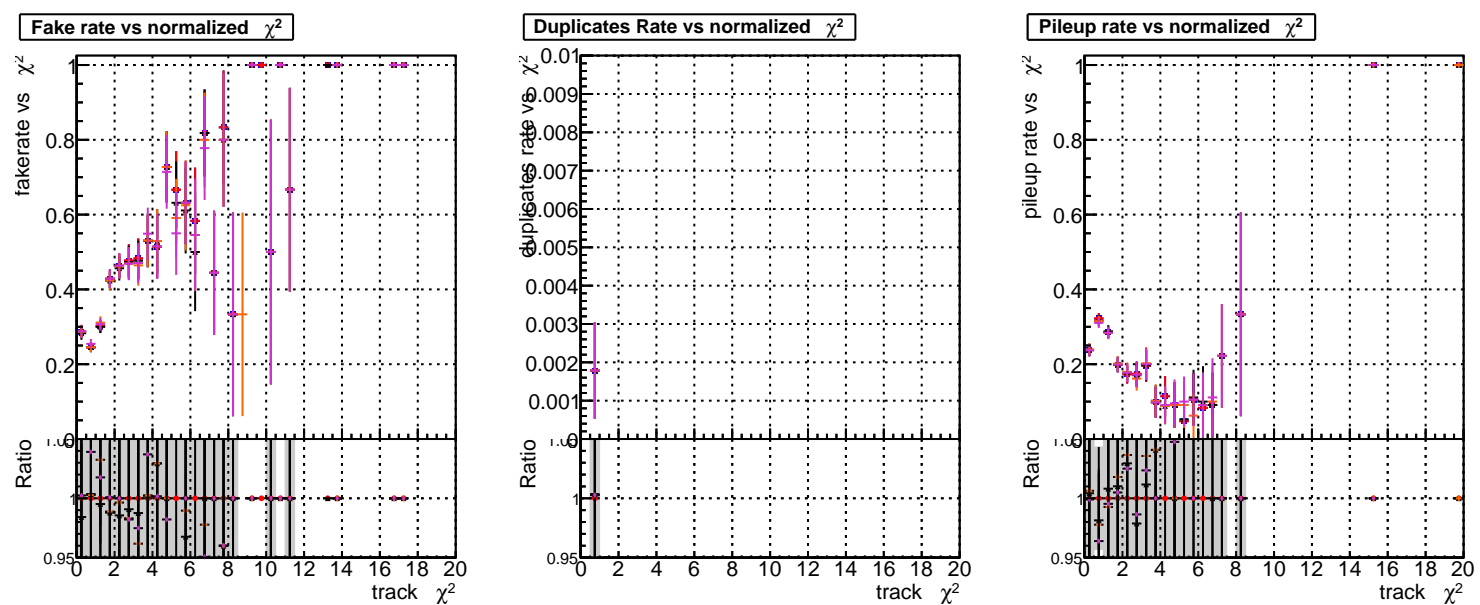 Fake rate vs normalized χ²
fakerate vs χ²
1
0.8
0.6
0.4
0.2
Ratio
1
0.95
0 2 4 6 8 10 12 14 16 18 20
track χ²
Duplicates Rate vs normalized χ²
duplicates rate vs χ²
0.01
0.009
0.008
0.007
0.006
0.005
0.004
0.003
0.002
0.001
Ratio
1
0.95
0 2 4 6 8 10 12 14 16 18 20
track χ²
Pileup rate vs normalized χ²
pileup rate vs χ²
1
0.8
0.6
0.4
0.2
Ratio
1
0.95
0 2 4 6 8 10 12 14 16 18 20
track χ²